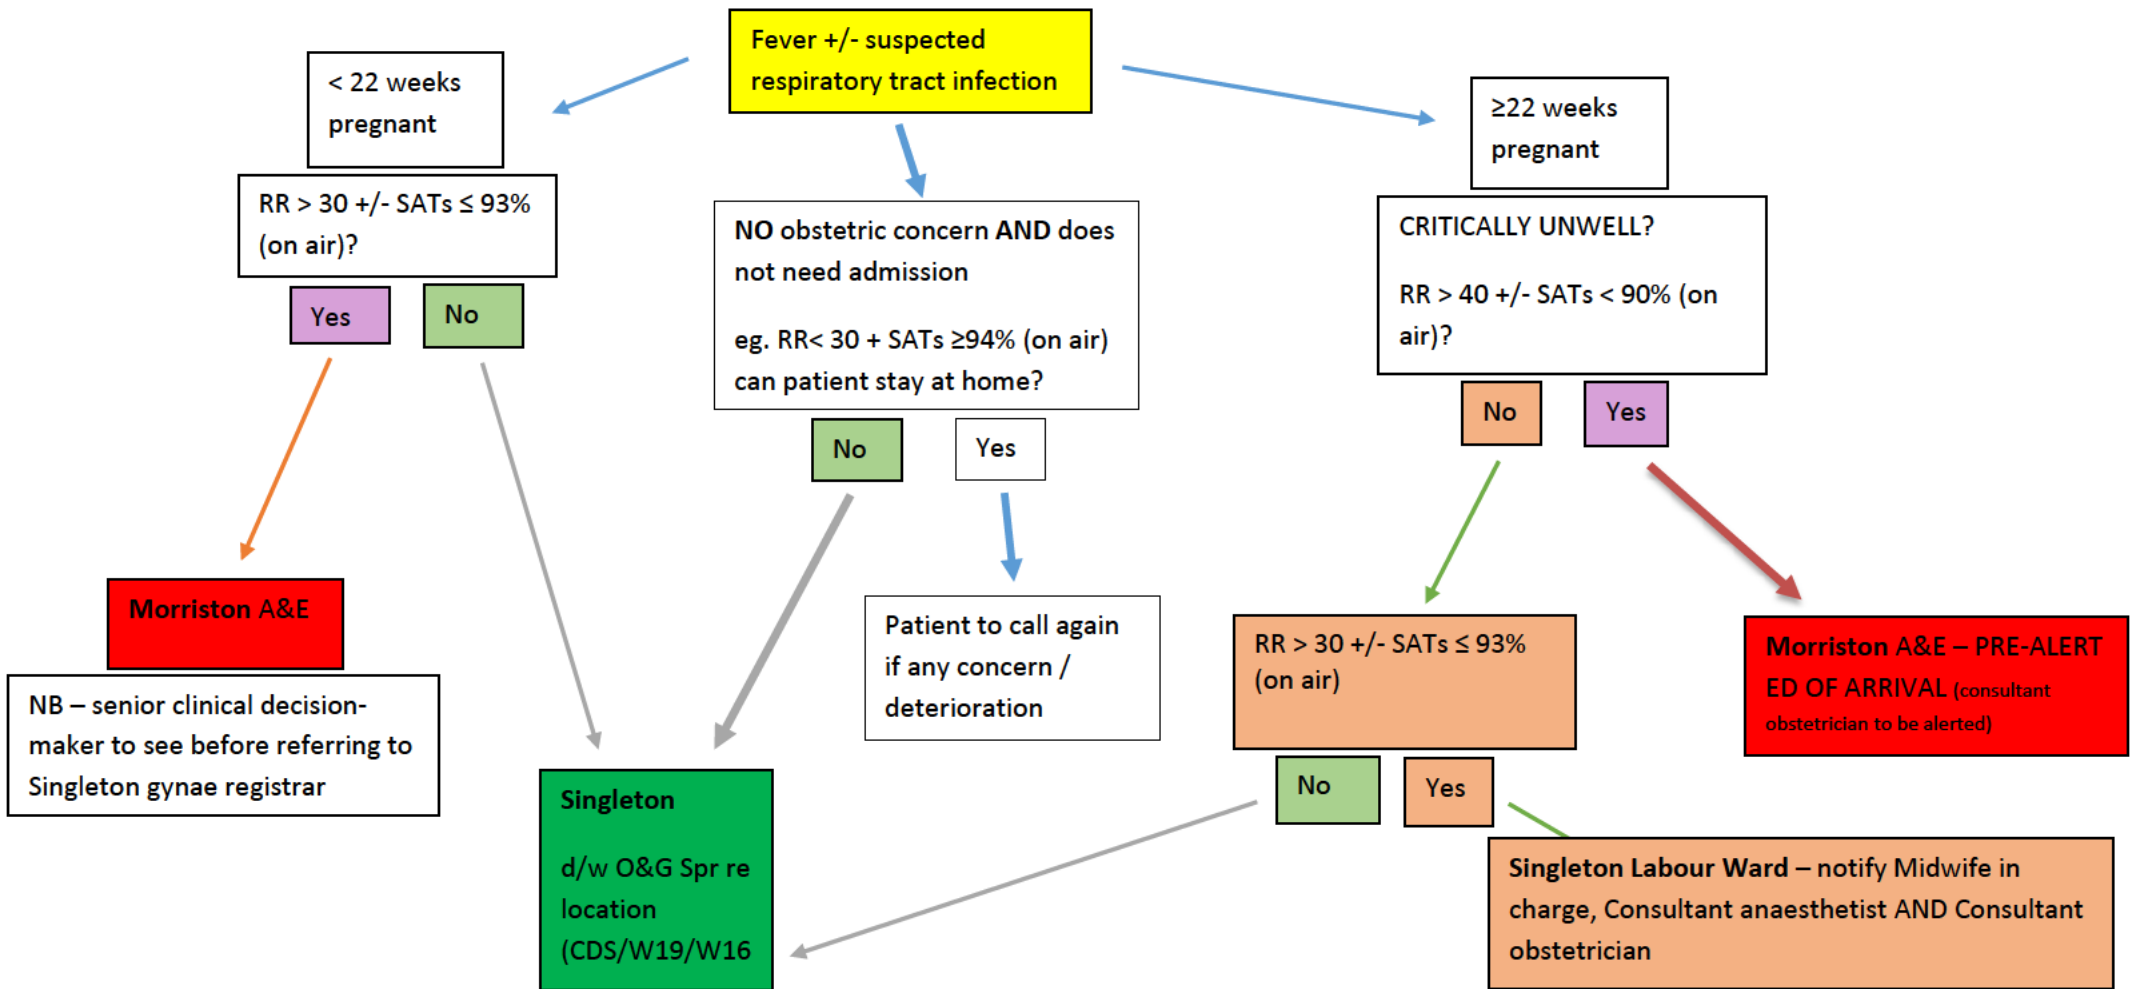 Fever +/- suspected
respiratory tract infection
< 22 weeks
pregnant
RR > 30 +/- SATs ≤ 93%
(on air)?
Yes
No
Morriston A&E
NB – senior clinical decision-
maker to see before referring to
Singleton gynae registrar
NO obstetric concern AND does
not need admission
eg. RR< 30 + SATs ≥94% (on air)
can patient stay at home?
No
Yes
Patient to call again
if any concern /
deterioration
Singleton
d/w O&G Spr re
location
(CDS/W19/W16
≥22 weeks
pregnant
CRITICALLY UNWELL?
RR > 40 +/- SATs < 90% (on
air)?
No
Yes
RR > 30 +/- SATs ≤ 93%
(on air)
No
Yes
Morriston A&E – PRE-ALERT
ED OF ARRIVAL (consultant
obstetrician to be alerted)
Singleton Labour Ward – notify Midwife in
charge, Consultant anaesthetist AND Consultant
obstetrician